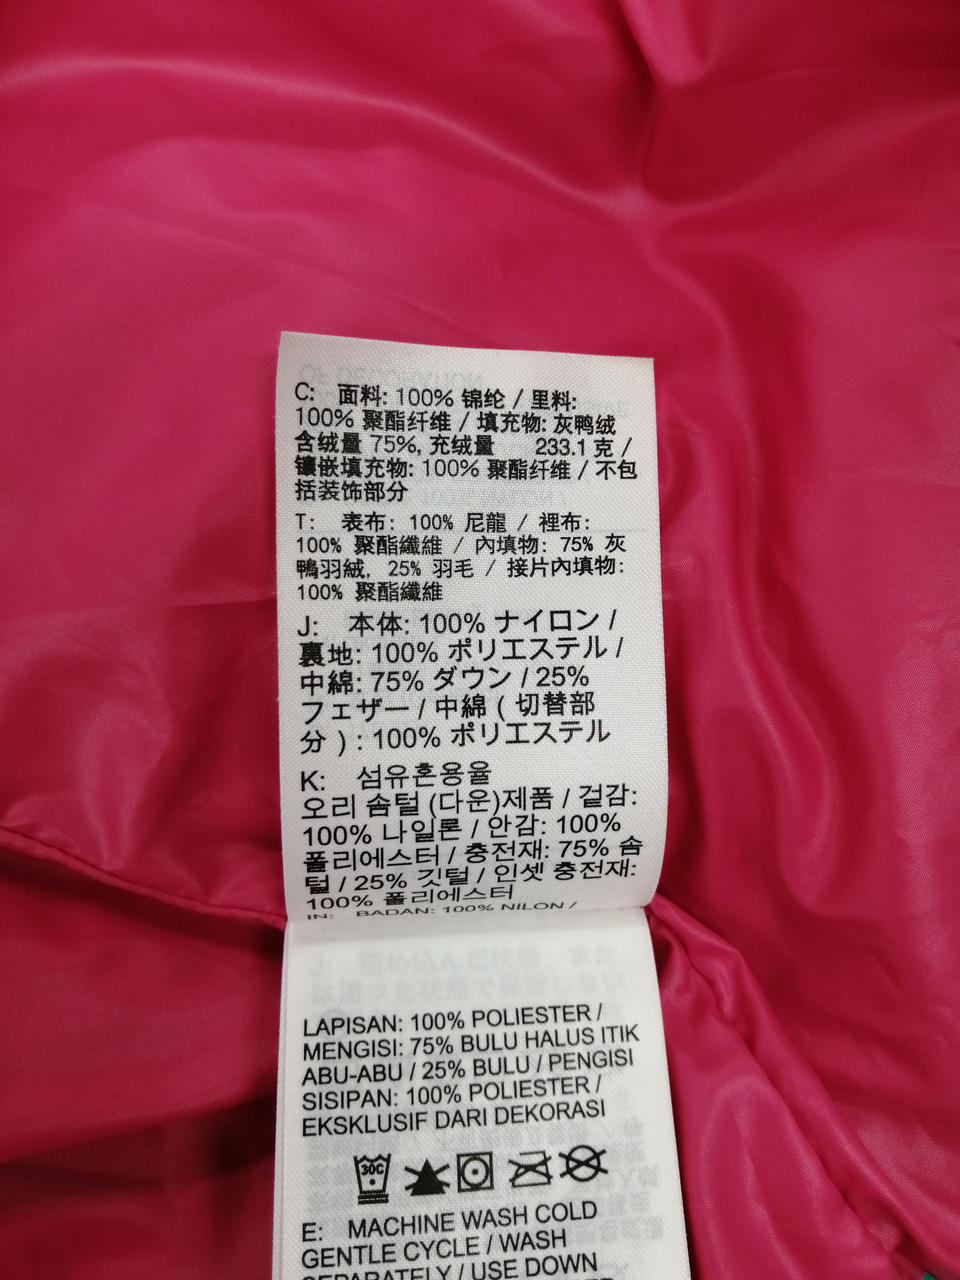 C: 面料: 100% 锦纶 / 里料:
100% 聚酯纤维 / 填充物: 灰鸭绒
含绒量 75%, 充绒量 233.1 克 /
镶嵌填充物: 100% 聚酯纤维 / 不包
括装饰部分
T: 表布: 100% 尼龍 / 裡布:
100% 聚酯纖維 / 內填物: 75% 灰
鴨羽絨, 25% 羽毛 / 接片內填物:
100% 聚酯纖維
J: 本体: 100% ナイロン /
裏地: 100% ポリエステル /
中綿: 75% ダウン / 25%
フェザー / 中綿 ( 切替部
分 ) : 100% ポリエステル
K: 섬유혼용율
오리 솜털 (다운)제품 / 겉감:
100% 나일론 / 안감: 100%
폴리에스터 / 충전재: 75% 솜
털 / 25% 깃털 / 인셋 충전재:
100% 폴리에스터
IN: BADAN: 100% NILON /
LAPISAN: 100% POLIESTER /
MENGISI: 75% BULU HALUS ITIK
ABU-ABU / 25% BULU / PENGISI
SISIPAN: 100% POLIESTER /
EKSKLUSIF DARI DEKORASI
30C
E: MACHINE WASH COLD
GENTLE CYCLE / WASH
SEPARATELY / USE DOWN